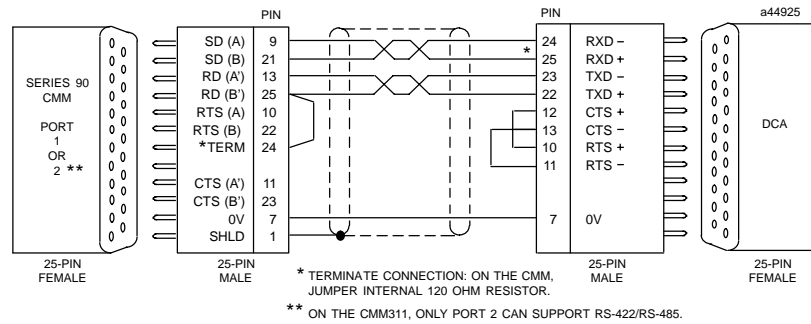 PIN
PIN
a44925
SERIES 90
CMM
PORT
1
OR
2 **
SD (A) 9
SD (B) 21
RD (A') 13
RD (B') 25
RTS (A) 10
RTS (B) 22
*TERM 24
CTS (A') 11
CTS (B') 23
0V 7
SHLD 1
*
24 RXD –
25 RXD +
23 TXD –
22 TXD +
12 CTS +
13 CTS –
10 RTS +
11 RTS –
7 0V
DCA
25-PIN
FEMALE
25-PIN
MALE
25-PIN
MALE
25-PIN
FEMALE
* TERMINATE CONNECTION: ON THE CMM,
JUMPER INTERNAL 120 OHM RESISTOR.
** ON THE CMM311, ONLY PORT 2 CAN SUPPORT RS-422/RS-485.